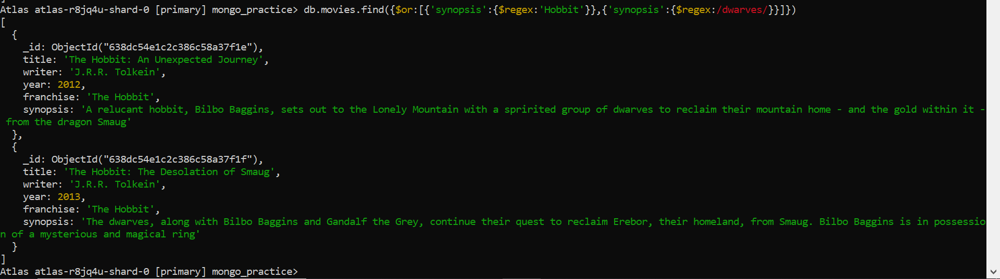 Atlas atlas-r8jq4u-shard-0 [primary] mongo_practice> db.movies.find({$or:[{'synopsis':{$regex:'Hobbit'}},{'synopsis':{$regex:/dwarves/}}]})
[
  {
    _id: ObjectId("638dc54e1c2c386c58a37f1e"),
    title: 'The Hobbit: An Unexpected Journey',
    writer: 'J.R.R. Tolkein',
    year: 2012,
    franchise: 'The Hobbit',
    synopsis: 'A relucant hobbit, Bilbo Baggins, sets out to the Lonely Mountain with a spririted group of dwarves to reclaim their mountain home - and the gold within it -
 from the dragon Smaug'
  },
  {
    _id: ObjectId("638dc54e1c2c386c58a37f1f"),
    title: 'The Hobbit: The Desolation of Smaug',
    writer: 'J.R.R. Tolkein',
    year: 2013,
    franchise: 'The Hobbit',
    synopsis: 'The dwarves, along with Bilbo Baggins and Gandalf the Grey, continue their quest to reclaim Erebor, their homeland, from Smaug. Bilbo Baggins is in possessio
n of a mysterious and magical ring'
  }
]
Atlas atlas-r8jq4u-shard-0 [primary] mongo_practice>